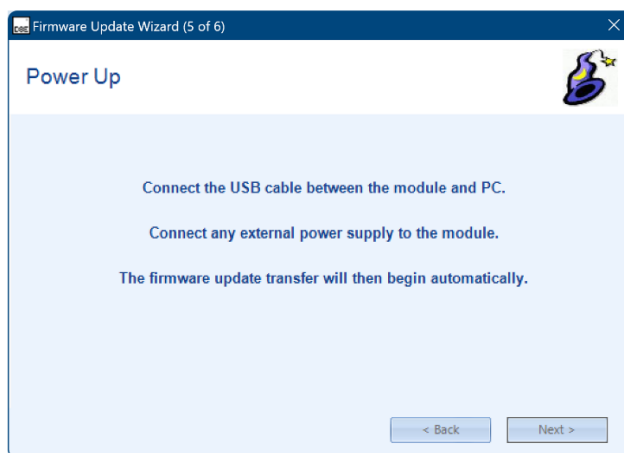 DSE Firmware Update Wizard (5 of 6)
Power Up
Connect the USB cable between the module and PC.
Connect any external power supply to the module.
The firmware update transfer will then begin automatically.
< Back Next >